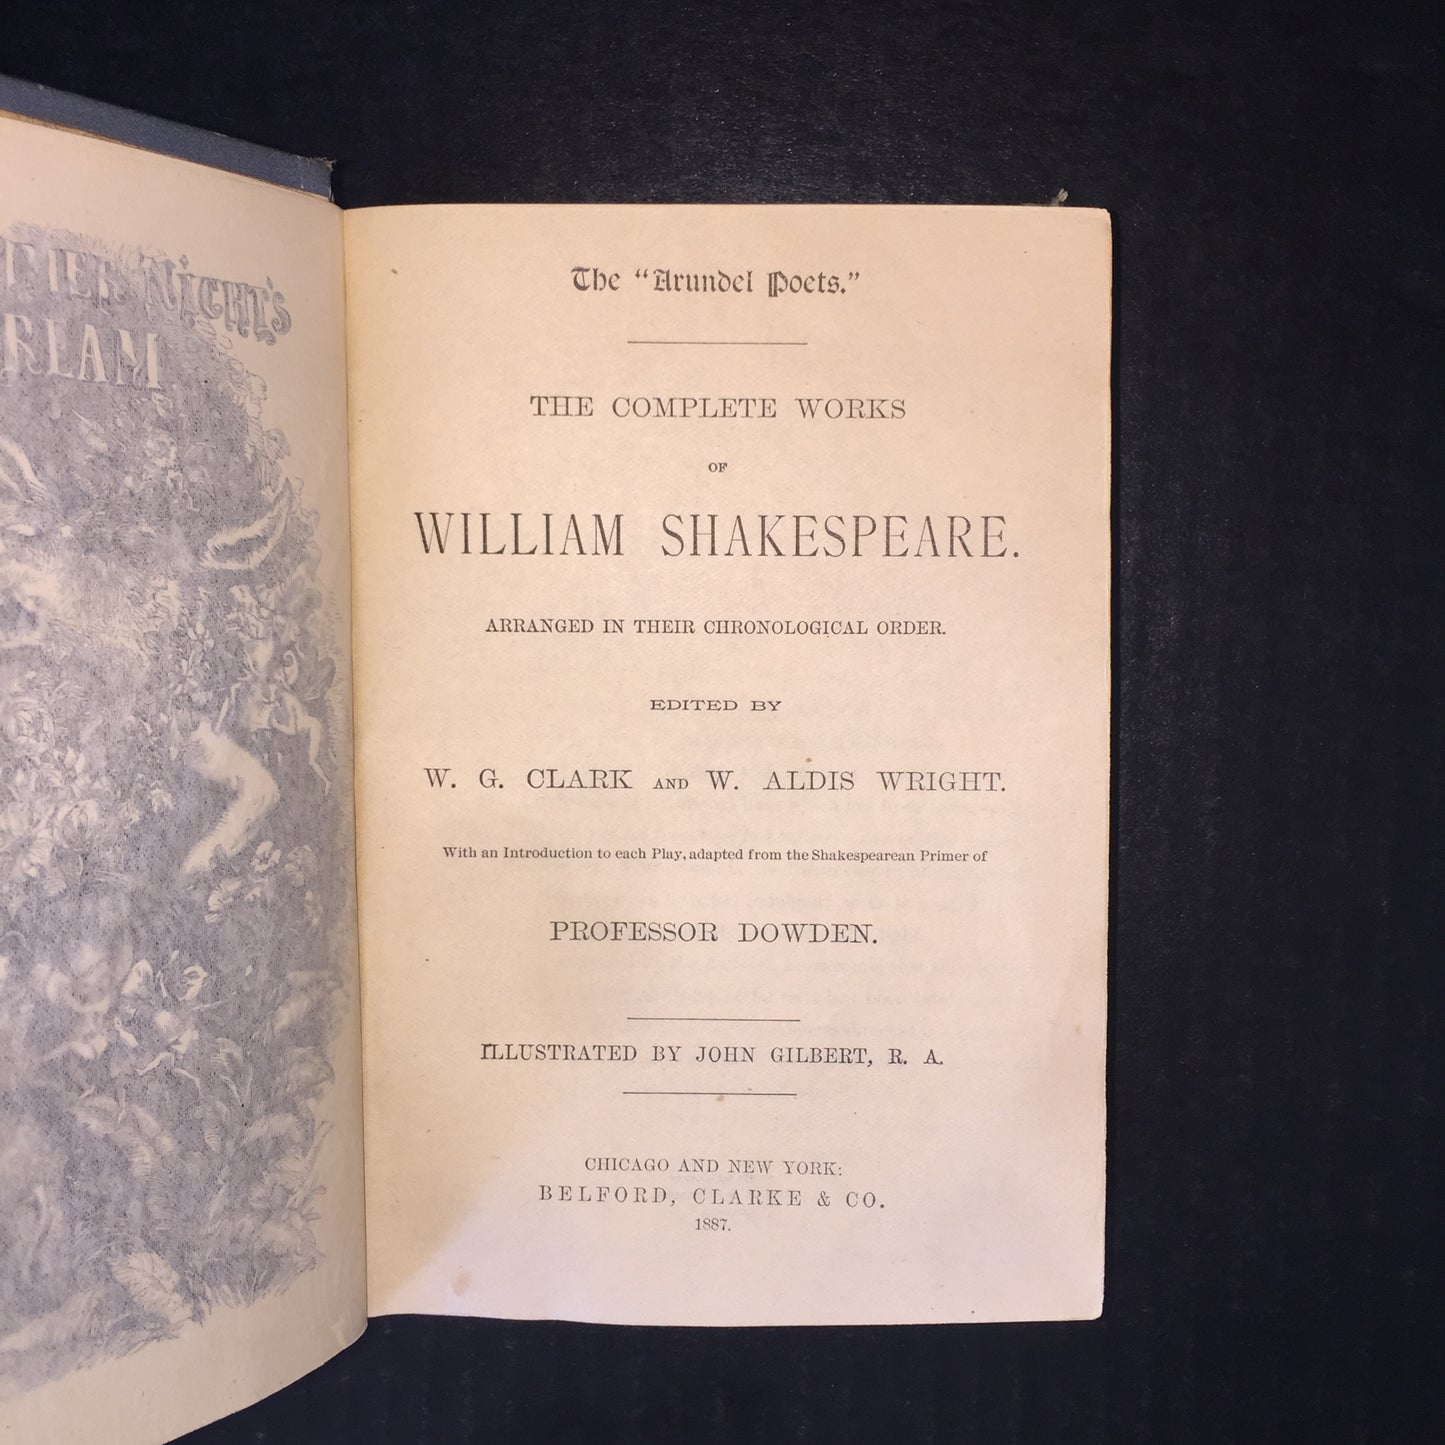 NIGHT'S
The "Arundel Poets."
THE COMPLETE WORKS
OF
WILLIAM SHAKESPEARE.
ARRANGED IN THEIR CHRONOLOGICAL ORDER.
EDITED BY
W. G. CLARK AND W. ALDIS WRIGHT.
With an Introduction to each Play, adapted from the Shakespearean Primer of
PROFESSOR DOWDEN.
ILLUSTRATED BY JOHN GILBERT, R. A.
CHICAGO AND NEW YORK:
BELFORD, CLARKE & CO.
1887.